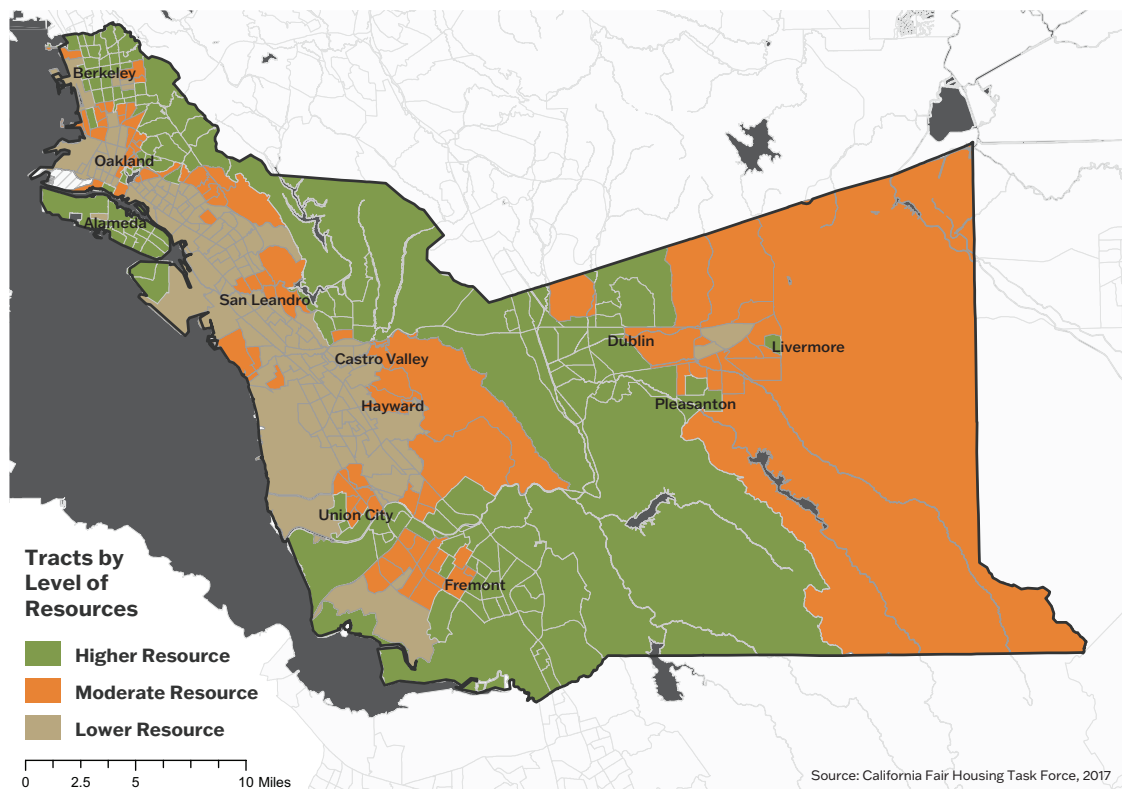 Berkeley
Oakland
Alameda
San Leandro
Castro Valley
Hayward
Dublin
Livermore
Pleasanton
Union City
Fremont
Tracts by
Level of
Resources
Higher Resource
Moderate Resource
Lower Resource
0 2.5 5 10 Miles
Source: California Fair Housing Task Force, 2017